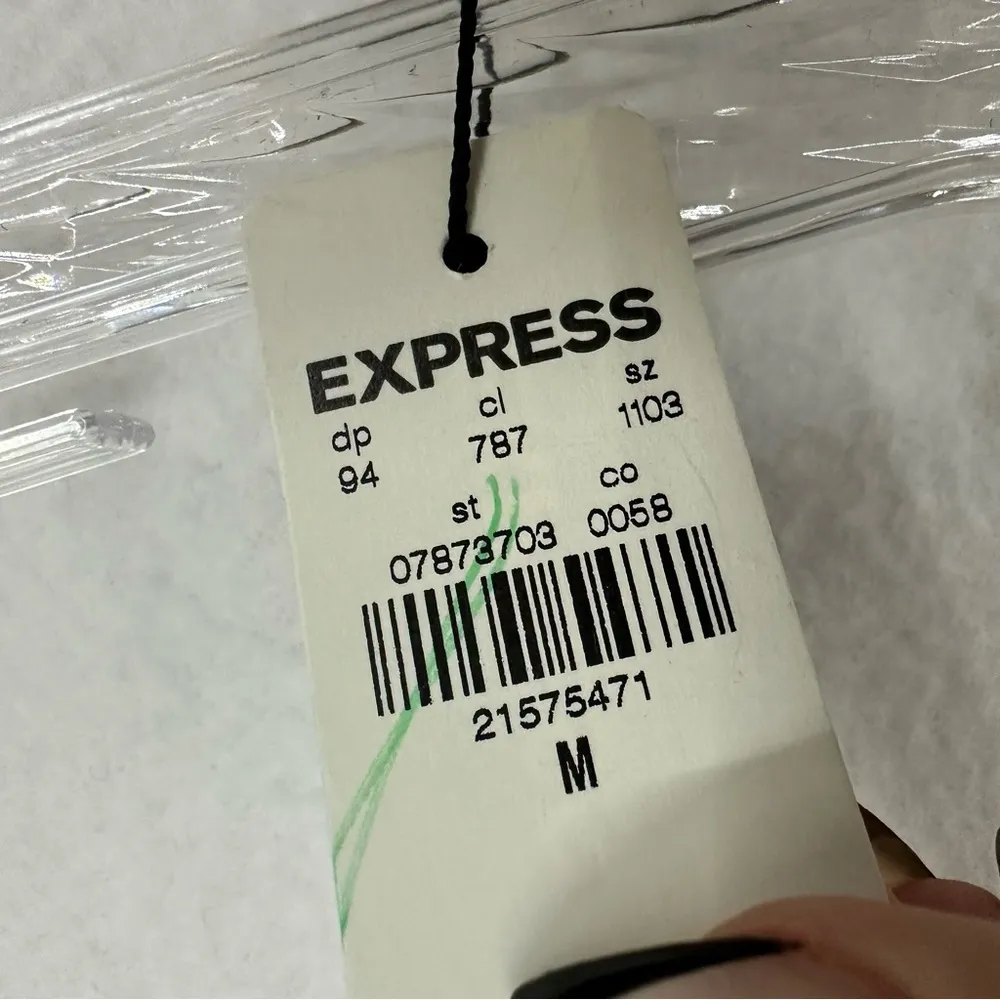 EXPRESS
dp cl sz
94 787 1103
st co
07873703 0058
21575471
M